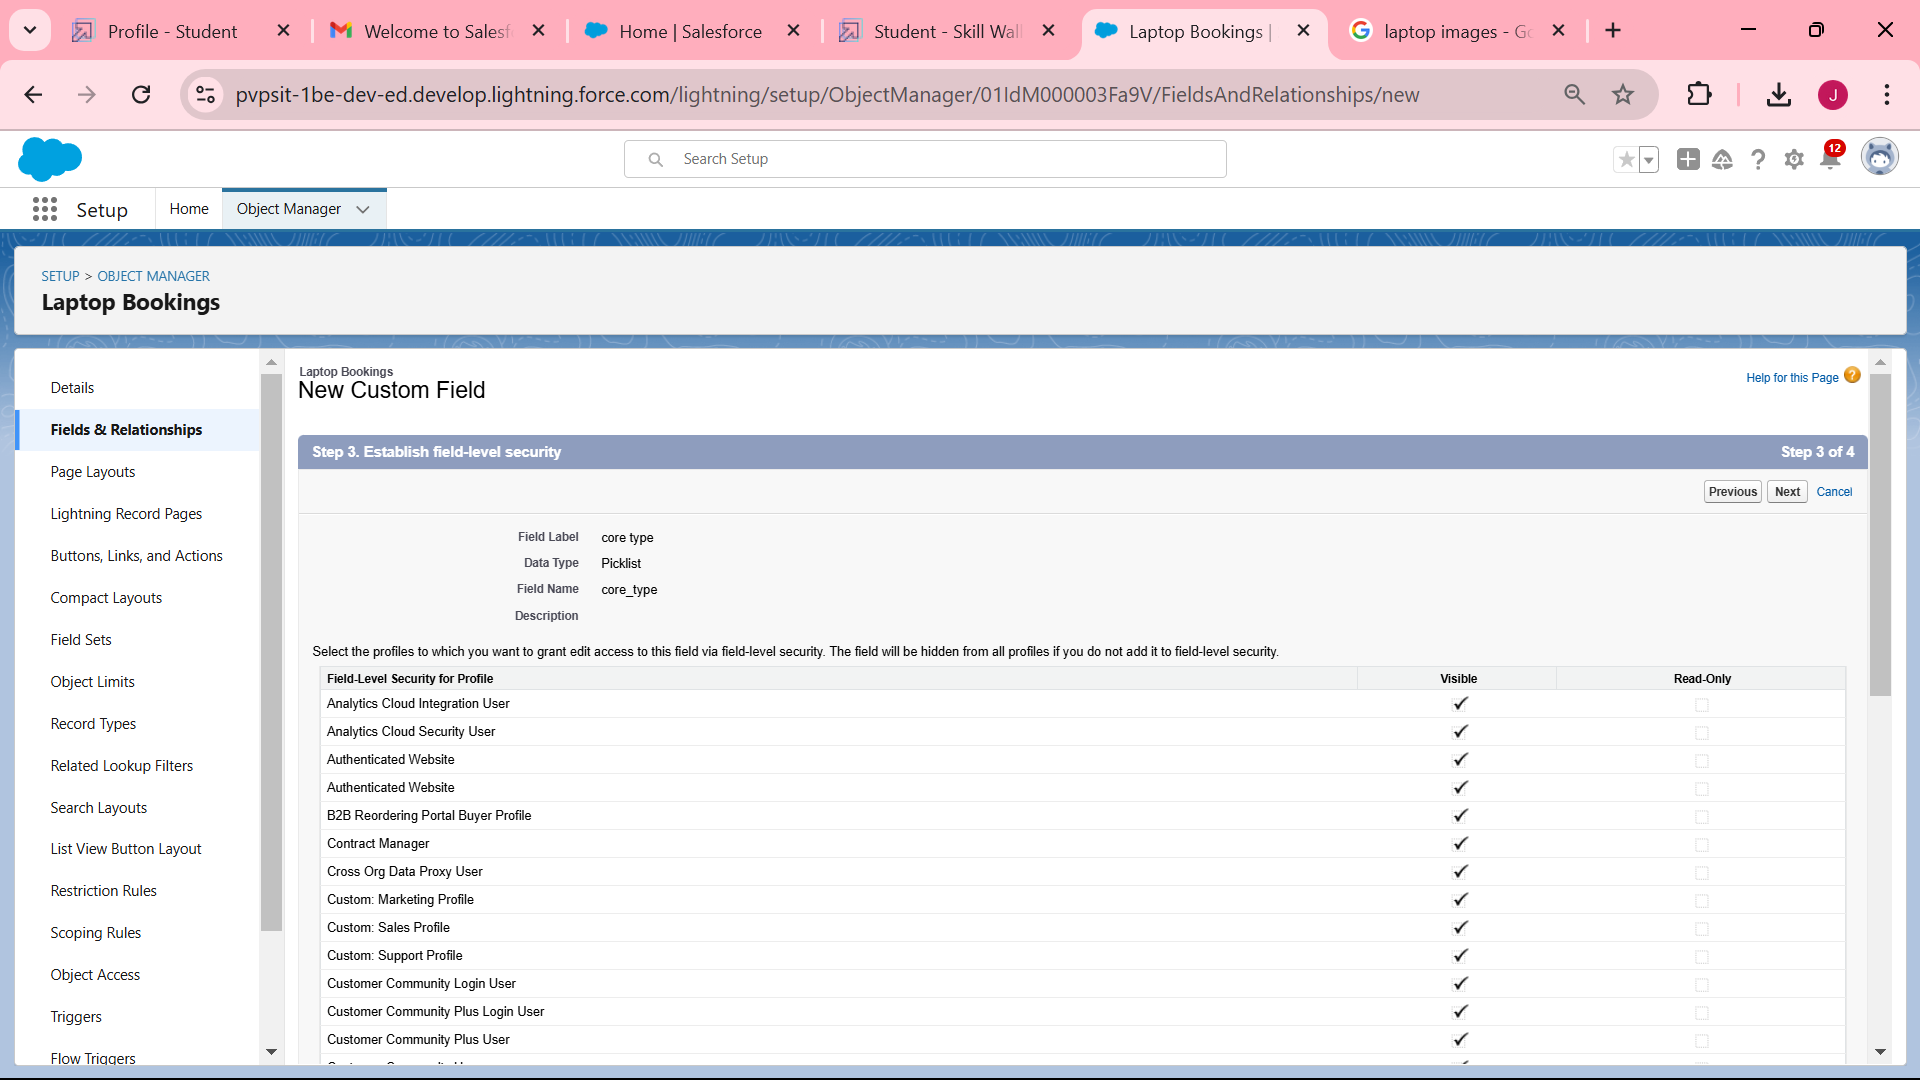 Profile - Student
Welcome to Salesf
Home | Salesforce
Student - Skill Wall
Laptop Bookings |
laptop images - Go
pvpsit-1be-dev-ed.develop.lightning.force.com/lightning/setup/ObjectManager/01IdM000003Fa9V/FieldsAndRelationships/new
J
Search Setup
12
Setup
Home
Object Manager
SETUP > OBJECT MANAGER
Laptop Bookings
Details
Fields & Relationships
Page Layouts
Lightning Record Pages
Buttons, Links, and Actions
Compact Layouts
Field Sets
Object Limits
Record Types
Related Lookup Filters
Search Layouts
List View Button Layout
Restriction Rules
Scoping Rules
Object Access
Triggers
Flow Triggers
Laptop Bookings
New Custom Field
Help for this Page ?
Step 3. Establish field-level security
Step 3 of 4
Previous Next Cancel
Field Label core type
Data Type Picklist
Field Name core_type
Description
Select the profiles to which you want to grant edit access to this field via field-level security. The field will be hidden from all profiles if you do not add it to field-level security.
Field-Level Security for Profile Visible Read-Only
Analytics Cloud Integration User
Analytics Cloud Security User
Authenticated Website
Authenticated Website
B2B Reordering Portal Buyer Profile
Contract Manager
Cross Org Data Proxy User
Custom: Marketing Profile
Custom: Sales Profile
Custom: Support Profile
Customer Community Login User
Customer Community Plus Login User
Customer Community Plus User